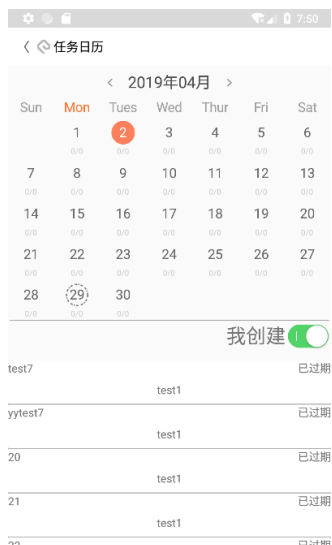 7:50
任务日历
2019年04月
Sun Mon Tues Wed Thur Fri Sat
1 2 3 4 5 6
0/0 0/0 0/0 0/0 0/0 0/0
7 8 9 10 11 12 13
0/0 0/0 0/0 0/0 0/0 0/0 0/0
14 15 16 17 18 19 20
0/0 0/0 0/0 0/0 0/0 0/0 0/0
21 22 23 24 25 26 27
0/0 0/0 0/0 0/0 0/0 0/0 0/0
28 29 30
0/0 0/0 0/0
我创建
test7 已过期
test1
yytest7 已过期
test1
20 已过期
test1
21 已过期
test1
22 已过期